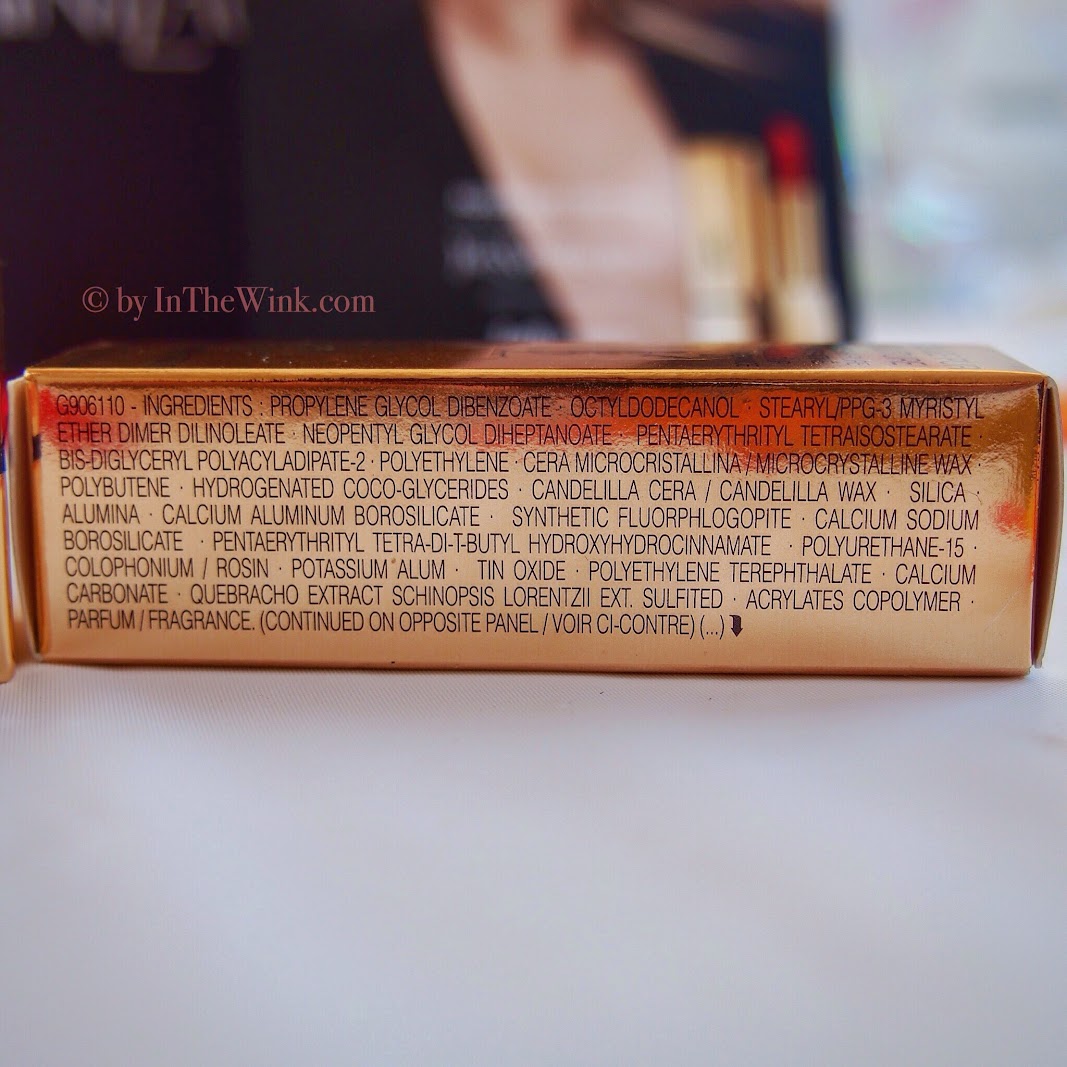 © by InTheWink.com
G906110 - INGREDIENTS : PROPYLENE GLYCOL DIBENZOATE · OCTYLDODECANOL · STEARYL/PPG-3 MYRISTYL
ETHER DIMER DILINOLEATE · NEOPENTYL GLYCOL DIHEPTANOATE · PENTAERYTHRITYL TETRAISOSTEARATE ·
BIS-DIGLYCERYL POLYACYLADIPATE-2 · POLYETHYLENE · CERA MICROCRISTALLINA / MICROCRYSTALLINE WAX ·
POLYBUTENE · HYDROGENATED COCO-GLYCERIDES · CANDELILLA CERA / CANDELILLA WAX · SILICA ·
ALUMINA · CALCIUM ALUMINUM BOROSILICATE · SYNTHETIC FLUORPHLOGOPITE · CALCIUM SODIUM
BOROSILICATE · PENTAERYTHRITYL TETRA-DI-T-BUTYL HYDROXYHYDROCINNAMATE · POLYURETHANE-15 ·
COLOPHONIUM / ROSIN · POTASSIUM ALUM · TIN OXIDE · POLYETHYLENE TEREPHTHALATE · CALCIUM
CARBONATE · QUEBRACHO EXTRACT SCHINOPSIS LORENTZII EXT. SULFITED · ACRYLATES COPOLYMER ·
PARFUM / FRAGRANCE. (CONTINUED ON OPPOSITE PANEL / VOIR CI-CONTRE) (...)